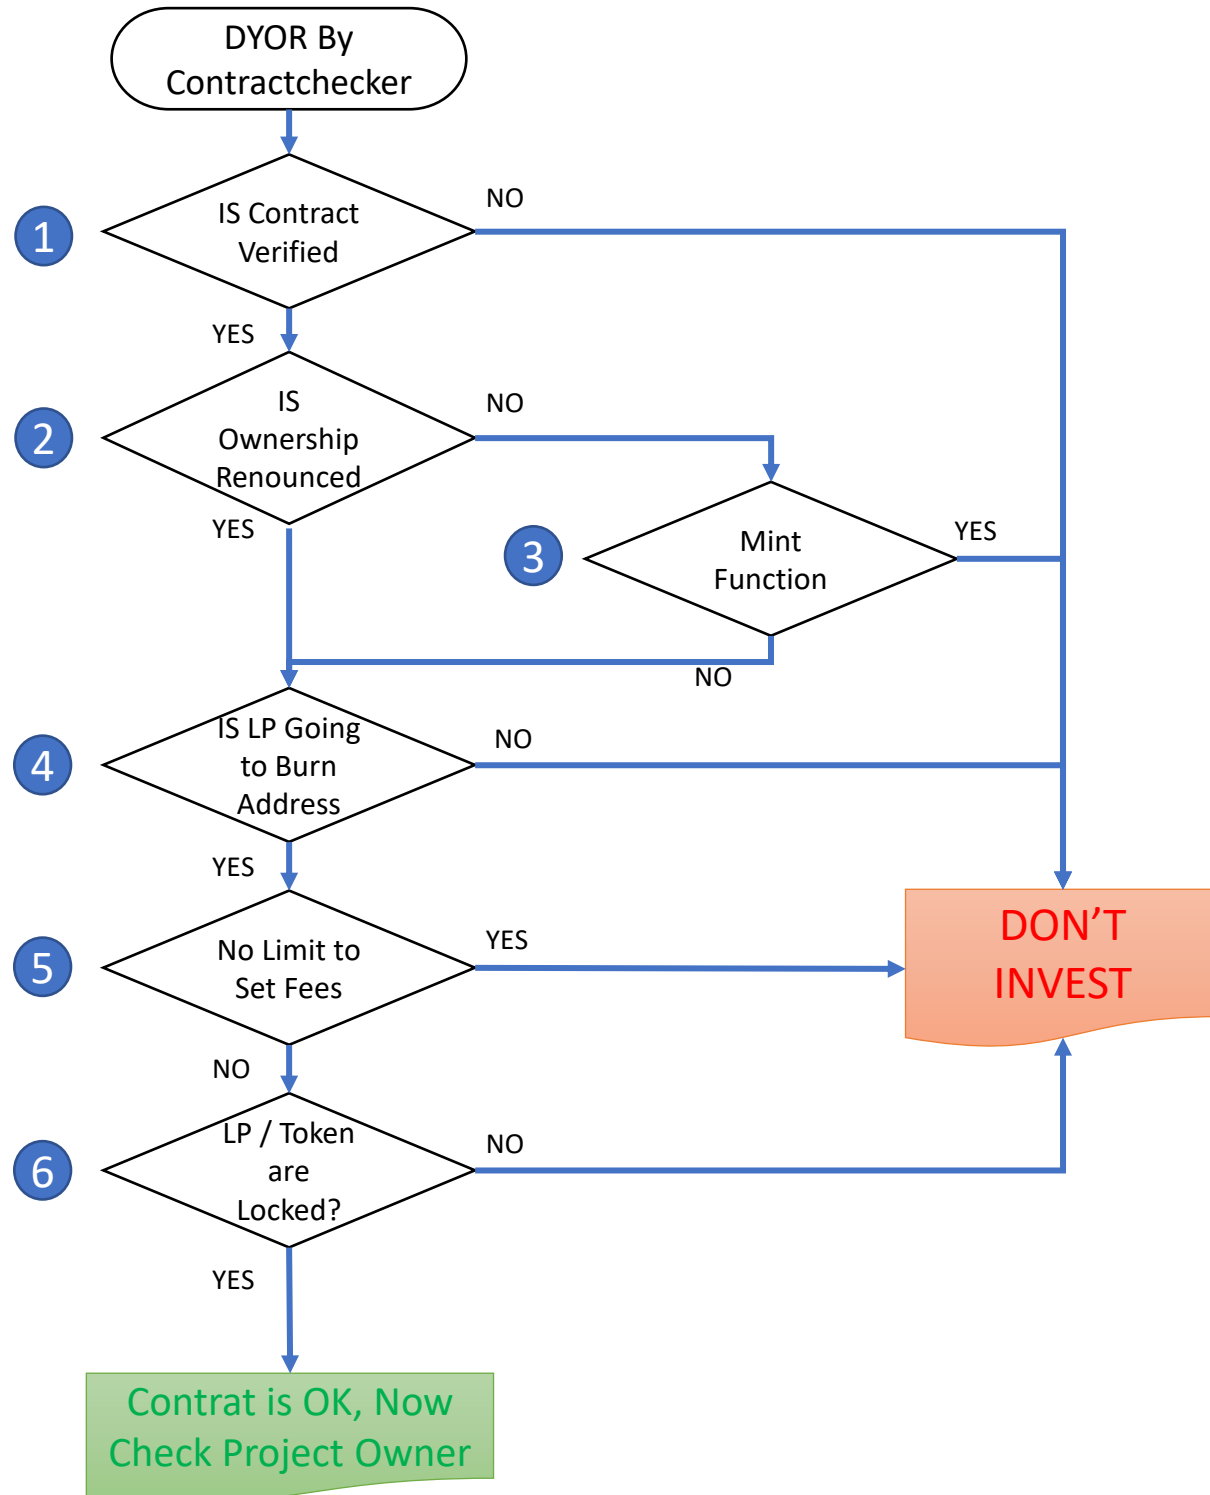 DYOR By
Contractchecker
1
IS Contract
Verified
NO
YES
2
IS
Ownership
Renounced
NO
YES
3
Mint
Function
YES
NO
4
IS LP Going
to Burn
Address
NO
YES
5
No Limit to
Set Fees
YES
NO
DON'T
INVEST
6
LP / Token
are
Locked?
NO
YES
Contrat is OK, Now
Check Project Owner